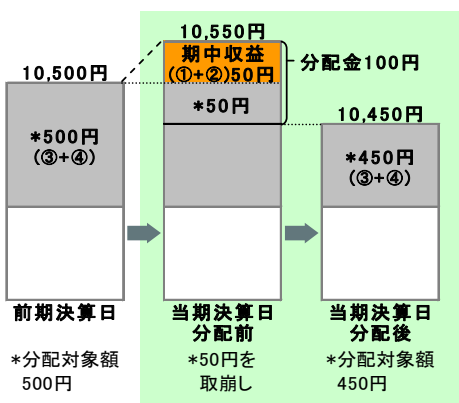 10,550円
期中収益
(①+②)50円
分配金100円
10,500円
*50円
10,450円
*500円
(③+④)
*450円
(③+④)
前期決算日
当期決算日
分配前
当期決算日
分配後
*分配対象額
500円
*50円を
取崩し
*分配対象額
450円